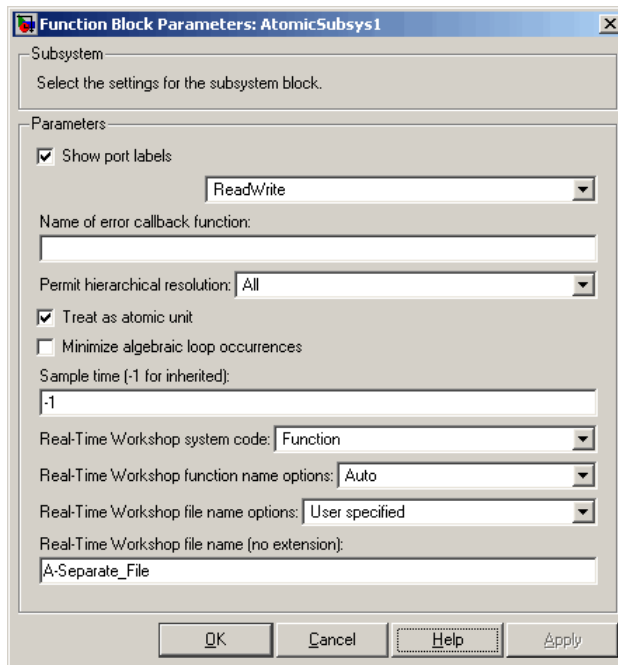 Function Block Parameters: AtomicSubsys1
Subsystem
Select the settings for the subsystem block.
Parameters
Show port labels
ReadWrite
Name of error callback function:
Permit hierarchical resolution: All
Treat as atomic unit
Minimize algebraic loop occurrences
Sample time (-1 for inherited):
-1
Real-Time Workshop system code: Function
Real-Time Workshop function name options: Auto
Real-Time Workshop file name options: User specified
Real-Time Workshop file name (no extension):
A-Separate_File
OK Cancel Help Apply